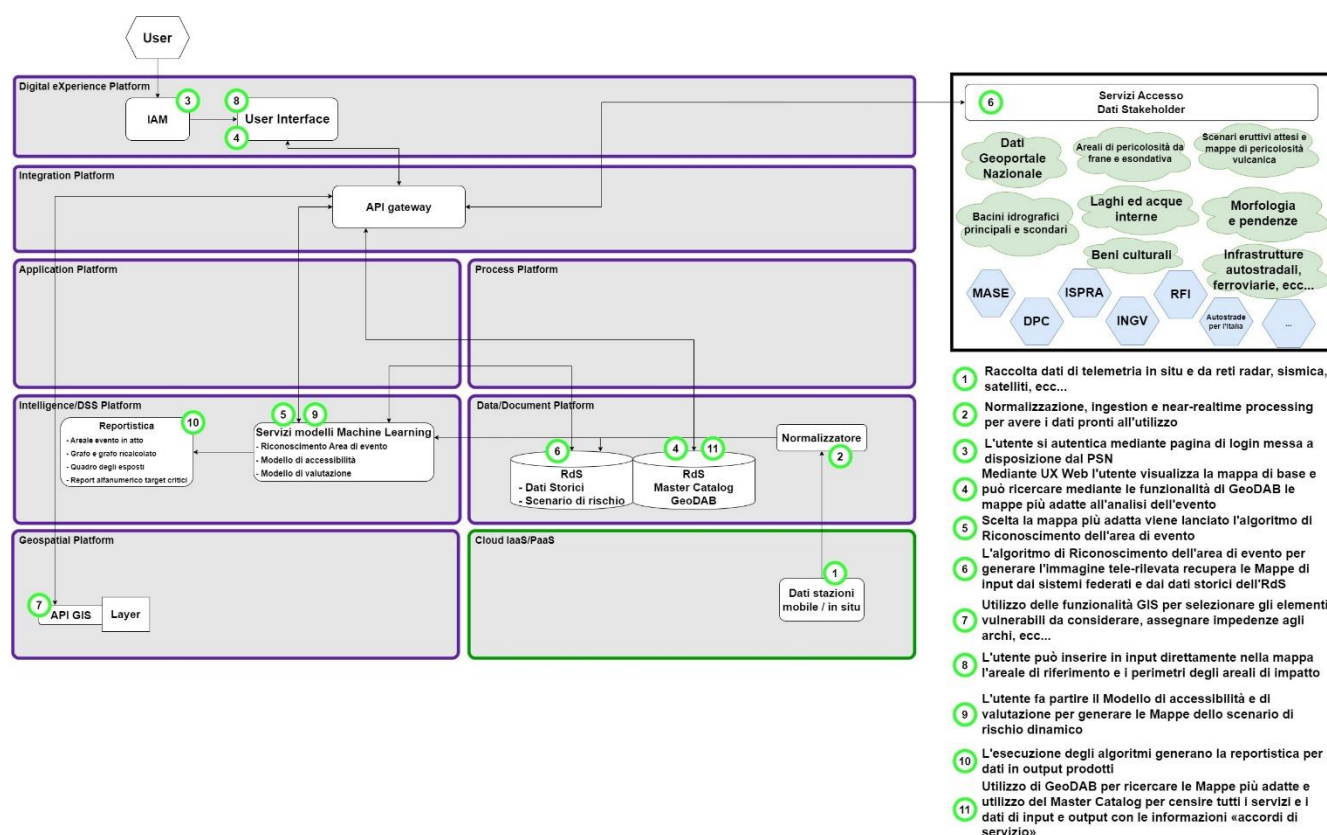 User
Digital eXperience Platform
3
8
IAM
User Interface
4
Integration Platform
API gateway
Application Platform
Process Platform
Intelligence/DSS Platform
Reportistica
10
- Areale evento in atto
- Grafo e grafo ricalcolato
- Quadro degli esposti
- Report alfanumerico target critici
5
9
Servizi modelli Machine Learning
- Riconoscimento Area di evento
- Modello di accessibilità
- Modello di valutazione
Data/Document Platform
6
RdS
- Dati Storici
- Scenario di rischio
4
11
RdS
Master Catalog
GeoDAB
Normalizzatore
2
Geospatial Platform
7
API GIS
Layer
Cloud IaaS/PaaS
1
Dati stazioni
mobile / in situ
6
Servizi Accesso
Dati Stakeholder
Dati
Geoportale
Nazionale
Areali di pericolosità da
frane e esondativa
Scenari eruttivi attesi e
mappe di pericolosità
vulcanica
Bacini idrografici
principali e scondari
Laghi ed acque
interne
Morfologia
e pendenze
Beni culturali
Infrastrutture
autostradali,
ferroviarie, ecc...
MASE
DPC
ISPRA
INGV
RFI
Autostrade
per l'Italia
...
1
Raccolta dati di telemetria in situ e da reti radar, sismica,
satelliti, ecc...
2
Normalizzazione, ingestion e near-realtime processing
per avere i dati pronti all'utilizzo
3
L'utente si autentica mediante pagina di login messa a
disposizione dal PSN
4
Mediante UX Web l'utente visualizza la mappa di base e
può ricercare mediante le funzionalità di GeoDAB le
mappe più adatte all'analisi dell'evento
5
Scelta la mappa più adatta viene lanciato l'algoritmo di
Riconoscimento dell'area di evento
6
L'algoritmo di Riconoscimento dell'area di evento per
generare l'immagine tele-rilevata recupera le Mappe di
input dai sistemi federati e dai dati storici dell'RdS
7
Utilizzo delle funzionalità GIS per selezionare gli elementi
vulnerabili da considerare, assegnare impedenze agli
archi, ecc...
8
L'utente può inserire in input direttamente nella mappa
l'areale di riferimento e i perimetri degli areali di impatto
9
L'utente fa partire il Modello di accessibilità e di
valutazione per generare le Mappe dello scenario di
rischio dinamico
10
L'esecuzione degli algoritmi generano la reportistica per
dati in output prodotti
11
Utilizzo di GeoDAB per ricercare le Mappe più adatte e
utilizzo del Master Catalog per censire tutti i servizi e i
dati di input e output con le informazioni «accordi di
servizio»